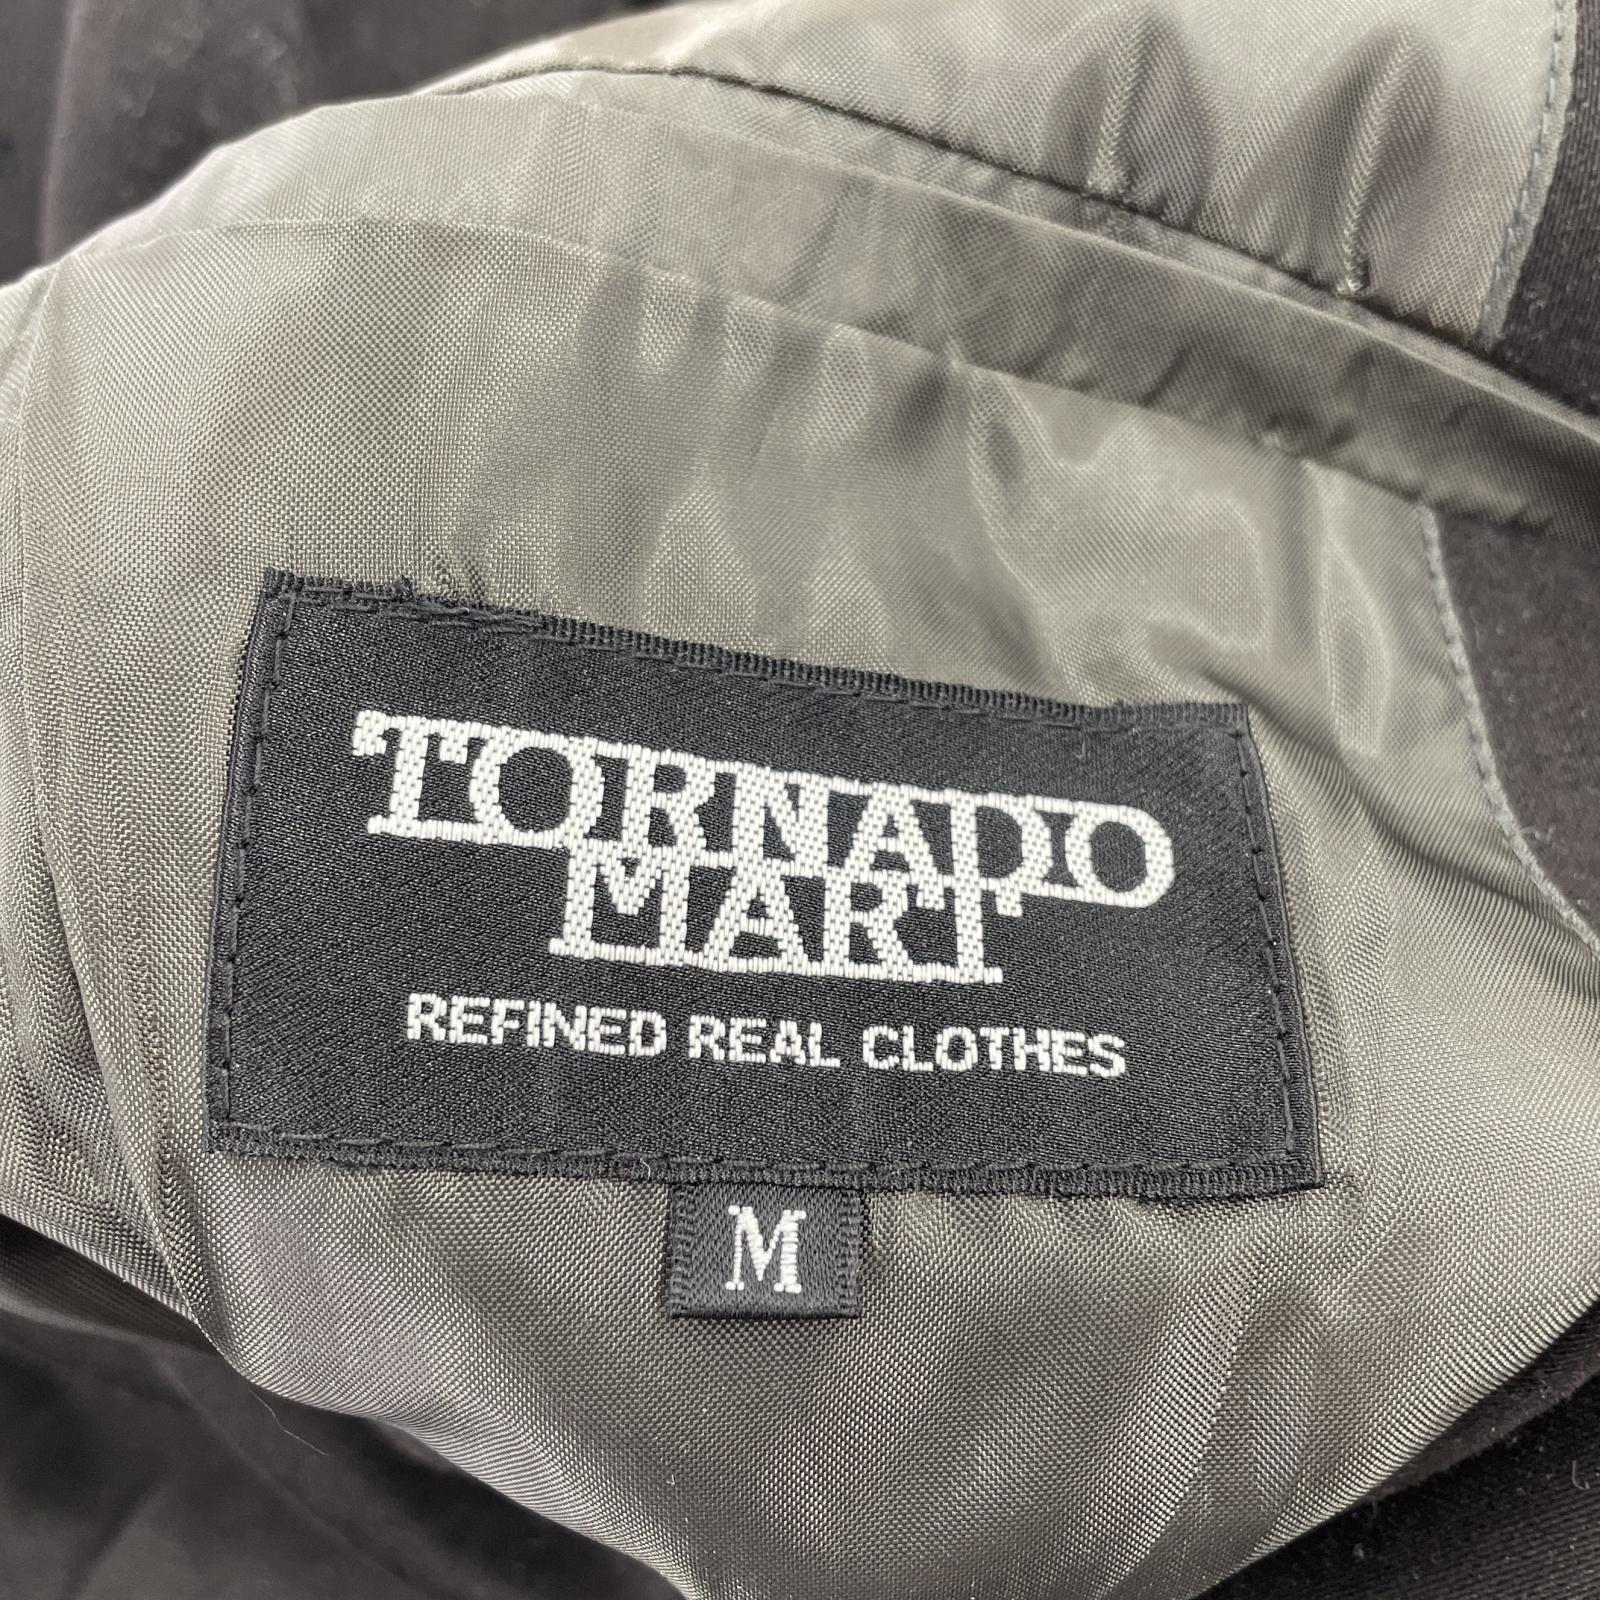 TORNADO
MART
REFINED REAL CLOTHES
M